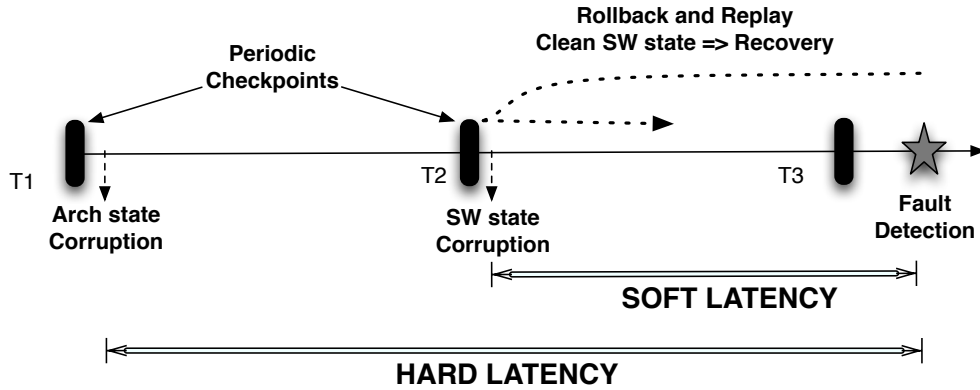 Rollback and Replay
Clean SW state => Recovery
Periodic
Checkpoints
T1
T2
T3
Arch state
Corruption
SW state
Corruption
Fault
Detection
SOFT LATENCY
HARD LATENCY